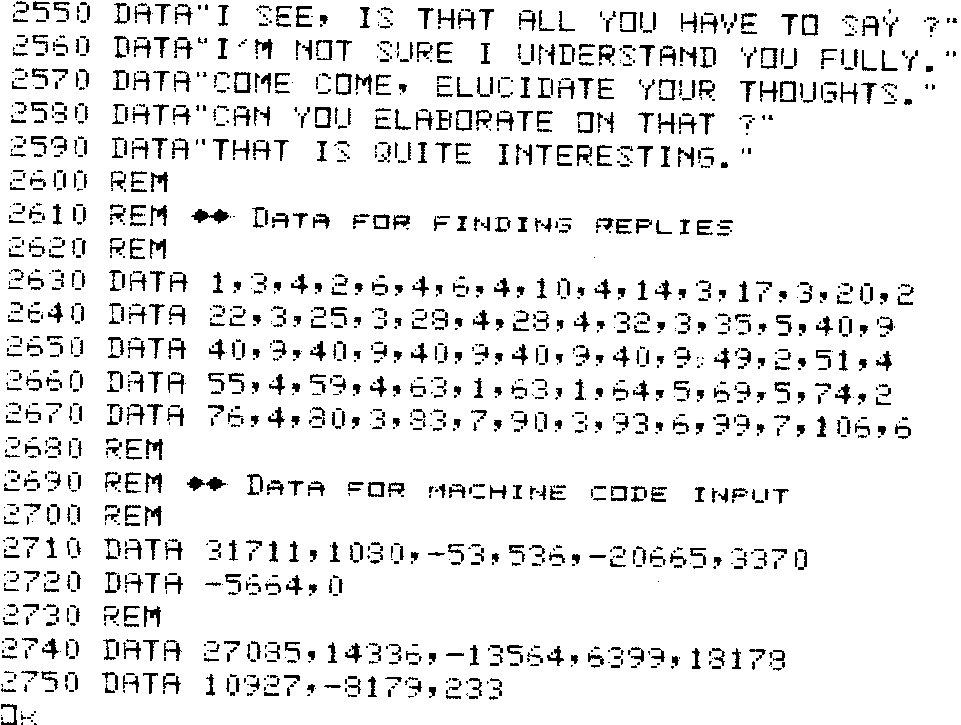 2550 DATA"I SEE, IS THAT ALL YOU HAVE TO SAY ?"
2560 DATA"I'M NOT SURE I UNDERSTAND YOU FULLY."
2570 DATA"COME COME, ELUCIDATE YOUR THOUGHTS."
2580 DATA"CAN YOU ELABORATE ON THAT ?"
2590 DATA"THAT IS QUITE INTERESTING."
2600 REM
2610 REM ** DATA FOR FINDING REPLIES
2620 REM
2630 DATA 1,3,4,2,6,4,6,4,10,4,14,3,17,3,20,2
2640 DATA 22,3,25,3,28,4,28,4,32,3,35,5,40,9
2650 DATA 40,9,40,9,40,9,40,9,40,9,49,2,51,4
2660 DATA 55,4,59,4,63,1,63,1,64,5,69,5,74,2
2670 DATA 76,4,80,3,83,7,90,3,93,6,99,7,106,6
2680 REM
2690 REM ** DATA FOR MACHINE CODE INPUT
2700 REM
2710 DATA 31711,1080,-53,536,-20665,3370
2720 DATA -5664,0
2730 REM
2740 DATA 27085,14336,-13564,6399,18178
2750 DATA 10927,-8179,233
OK